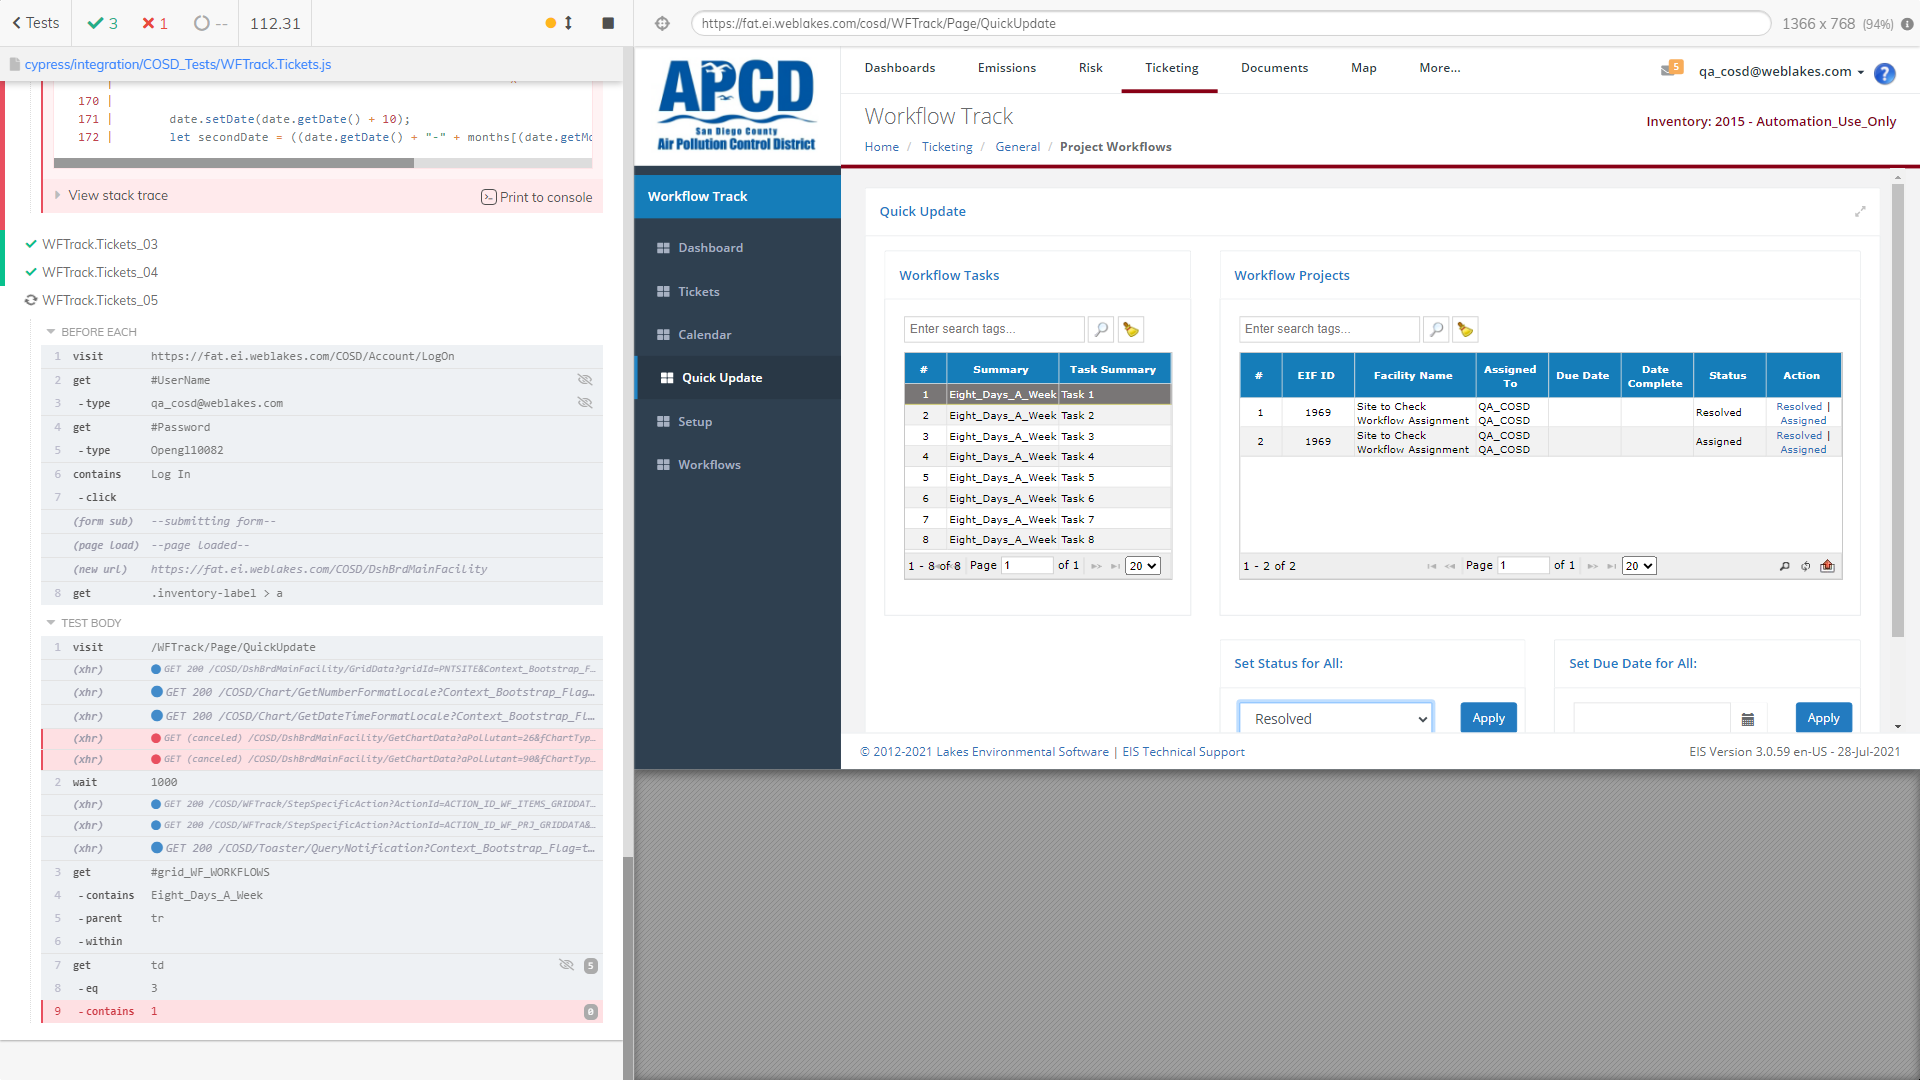 Tests
3
1
--
112.31
cypress/integration/COSD_Tests/WFTrack.Tickets.js
170 |
171 | date.setDate(date.getDate() + 10);
172 | let secondDate = ((date.getDate() + "-" + months[(date.getMo
View stack trace
Print to console
WFTrack.Tickets_03
WFTrack.Tickets_04
WFTrack.Tickets_05
BEFORE EACH
1 visit https://fat.ei.weblakes.com/COSD/Account/LogOn
2 get #UserName
3 -type qa_cosd@weblakes.com
4 get #Password
5 -type Opengl10082
6 contains Log In
7 -click
(form sub) --submitting form--
(page load) --page loaded--
(new url) https://fat.ei.weblakes.com/COSD/DshBrdMainFacility
8 get .inventory-label > a
TEST BODY
1 visit /WFTrack/Page/QuickUpdate
(xhr) GET 200 /COSD/DshBrdMainFacility/GridData?gridId=PNTSITE&Context_Bootstrap_F...
(xhr) GET 200 /COSD/Chart/GetNumberFormatLocale?Context_Bootstrap_Flag...
(xhr) GET 200 /COSD/Chart/GetDateTimeFormatLocale?Context_Bootstrap_Fl...
(xhr) GET (canceled) /COSD/DshBrdMainFacility/GetChartData?aPollutant=26&fChartTyp...
(xhr) GET (canceled) /COSD/DshBrdMainFacility/GetChartData?aPollutant=90&fChartTyp...
2 wait 1000
(xhr) GET 200 /COSD/WFTrack/StepSpecificAction?ActionId=ACTION_ID_WF_ITEMS_GRIDDAT...
(xhr) GET 200 /COSD/WFTrack/StepSpecificAction?ActionId=ACTION_ID_WF_PRJ_GRIDDATA&...
(xhr) GET 200 /COSD/Toaster/QueryNotification?Context_Bootstrap_Flag=t...
3 get #grid_WF_WORKFLOWS
4 -contains Eight_Days_A_Week
5 -parent tr
6 -within
7 get td 5
8 -eq 3
9 -contains 1 0
https://fat.ei.weblakes.com/cosd/WFTrack/Page/QuickUpdate
1366 x 768 (94%)
APCD
San Diego County
Air Pollution Control District
Dashboards Emissions Risk Ticketing Documents Map More...
5 qa_cosd@weblakes.com ?
Workflow Track
Inventory: 2015 - Automation_Use_Only
Home / Ticketing / General / Project Workflows
Workflow Track
Dashboard
Tickets
Calendar
Quick Update
Setup
Workflows
Quick Update
Workflow Tasks
Enter search tags...
# Summary Task Summary
1 Eight_Days_A_Week Task 1
2 Eight_Days_A_Week Task 2
3 Eight_Days_A_Week Task 3
4 Eight_Days_A_Week Task 4
5 Eight_Days_A_Week Task 5
6 Eight_Days_A_Week Task 6
7 Eight_Days_A_Week Task 7
8 Eight_Days_A_Week Task 8
1 - 8 of 8 Page 1 of 1 20
Workflow Projects
Enter search tags...
# EIF ID Facility Name Assigned To Due Date Date Complete Status Action
1 1969 Site to Check Workflow Assignment QA_COSD QA_COSD Resolved Resolved | Assigned
2 1969 Site to Check Workflow Assignment QA_COSD QA_COSD Assigned Resolved | Assigned
1 - 2 of 2 Page 1 of 1 20
Set Status for All:
Resolved
Apply
Set Due Date for All:
Apply
© 2012-2021 Lakes Environmental Software | EIS Technical Support
EIS Version 3.0.59 en-US - 28-Jul-2021